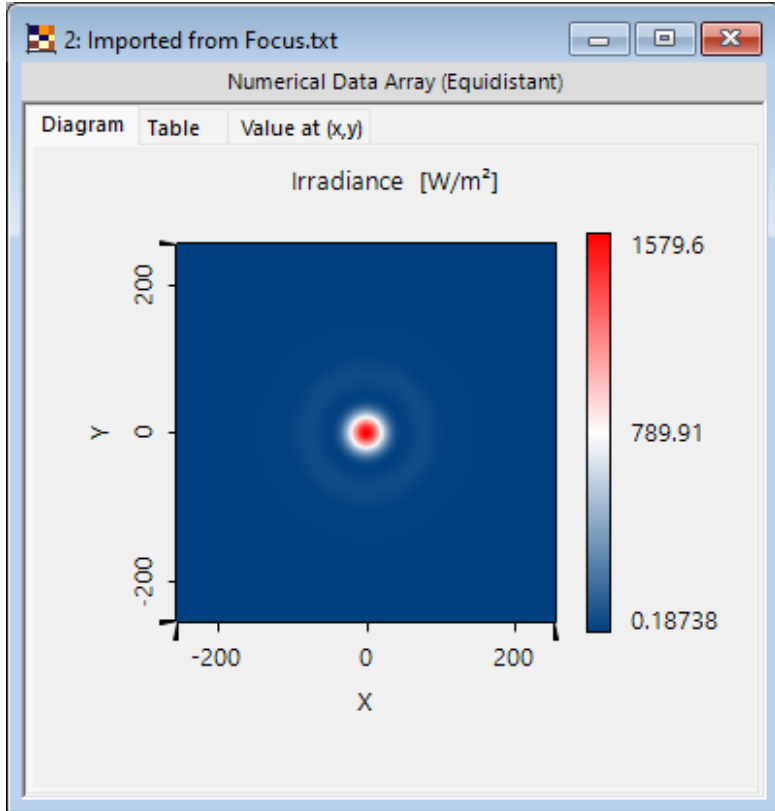 2: Imported from Focus.txt
Numerical Data Array (Equidistant)
Diagram Table Value at (x,y)
Irradiance [W/m²]
1579.6
200
Y 0 789.91
-200
0.18738
-200 0 200
X